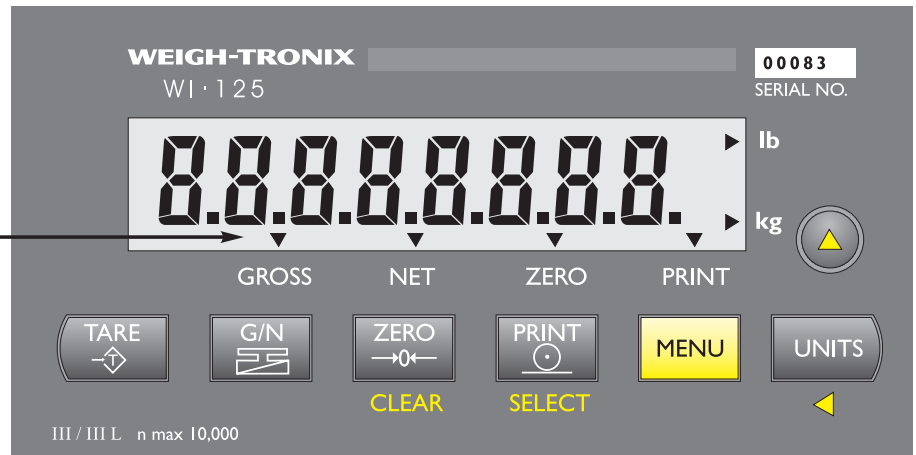 WEIGH-TRONIX
WI·125
00083
SERIAL NO.
8.8.8.8.8.8.8.8.
lb
kg
GROSS NET ZERO PRINT
TARE G/N ZERO PRINT MENU UNITS
T
→0←
CLEAR SELECT
III / III L n max 10,000